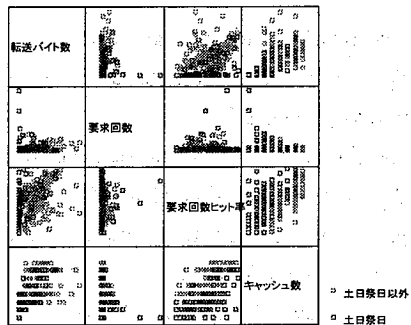 転送バイト数
要求回数
要求回数ヒット率
キャッシュ数
土日祭日以外
土日祭日